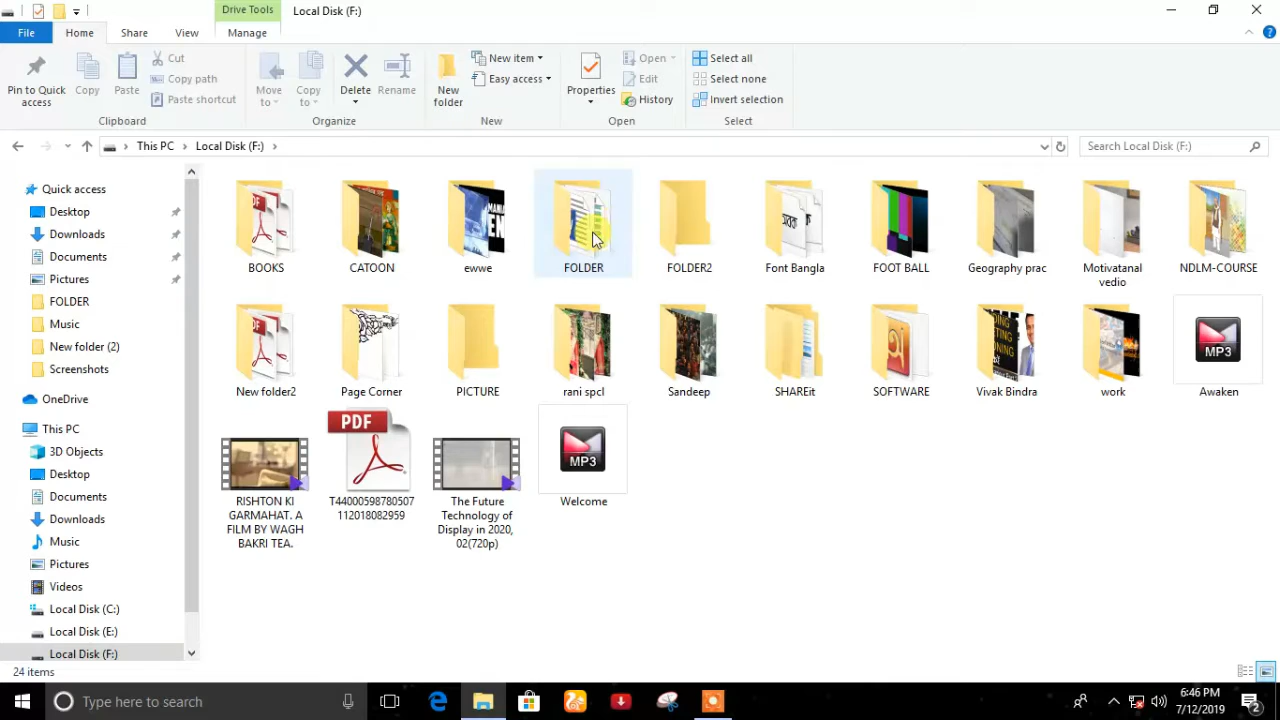 Drive Tools
Local Disk (F:)
File
Home
Share
View
Manage
Pin to Quick
access
Copy
Paste
Cut
Copy path
Paste shortcut
Clipboard
Move
to
Copy
to
Delete
Rename
Organize
New
folder
New item
Easy access
New
Properties
Open
Edit
History
Open
Select all
Select none
Invert selection
Select
This PC
Local Disk (F:)
Search Local Disk (F:)
Quick access
Desktop
Downloads
Documents
Pictures
FOLDER
Music
New folder (2)
Screenshots
OneDrive
This PC
3D Objects
Desktop
Documents
Downloads
Music
Pictures
Videos
Local Disk (C:)
Local Disk (E:)
Local Disk (F:)
BOOKS
CATOON
ewwe
FOLDER
FOLDER2
Font Bangla
FOOT BALL
Geography prac
Motivatanal
vedio
NDLM-COURSE
PDF
New folder2
Page Corner
PICTURE
rani spcl
Sandeep
SHAREit
SOFTWARE
Vivak Bindra
work
MP3
Awaken
RISHTON KI
GARMAHAT. A
FILM BY WAGH
BAKRI TEA.
PDF
T44000598780507
112018082959
The Future
Technology of
Display in 2020,
02(720p)
MP3
Welcome
24 items
Type here to search
6:46 PM
7/12/2019
2